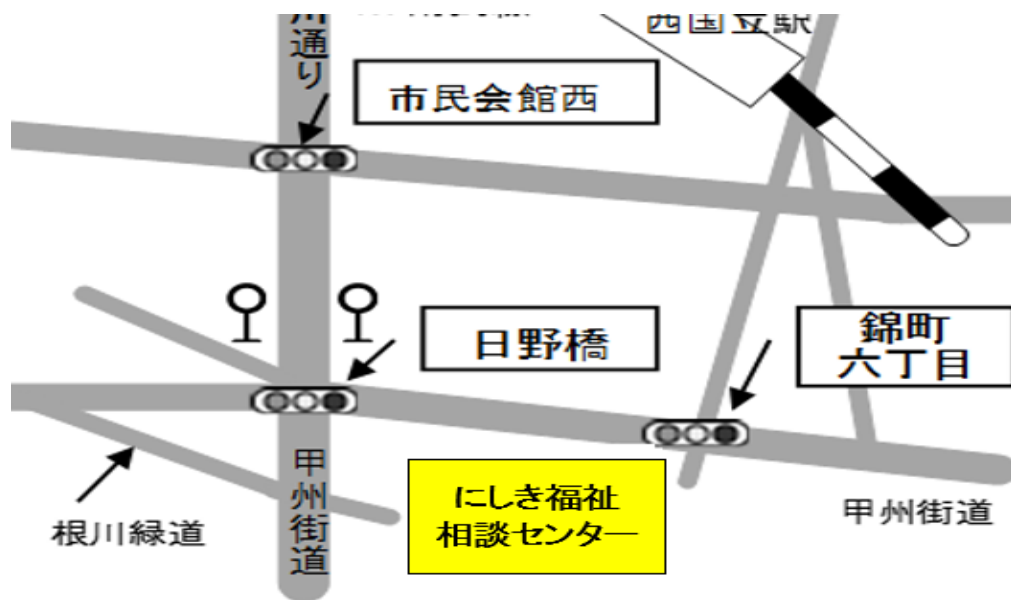 西国立駅
川通り
市民会館西
日野橋
錦町
六丁目
甲州街道
にしき福祉
相談センター
甲州街道
根川緑道